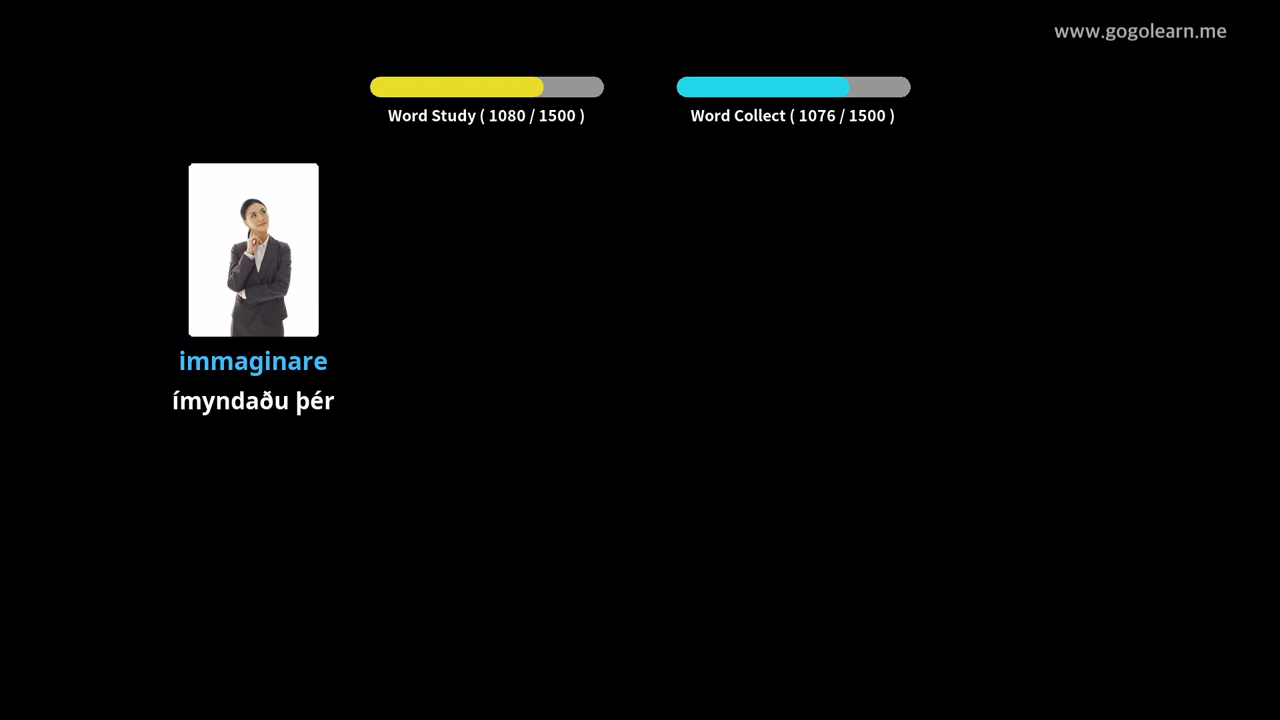 www.gogolearn.me
Word Study ( 1080 / 1500 )
Word Collect ( 1076 / 1500 )
immaginare
ímyndaðu þér